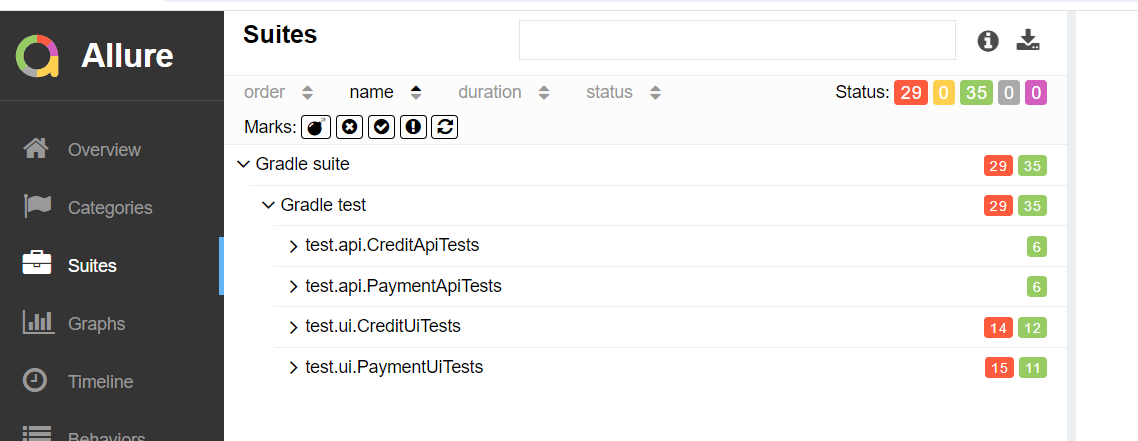 Allure
Overview
Categories
Suites
Graphs
Timeline
Behaviors
Suites
order name duration status Status: 29 0 35 0 0
Marks:
Gradle suite 29 35
Gradle test 29 35
test.api.CreditApiTests 6
test.api.PaymentApiTests 6
test.ui.CreditUiTests 14 12
test.ui.PaymentUiTests 15 11